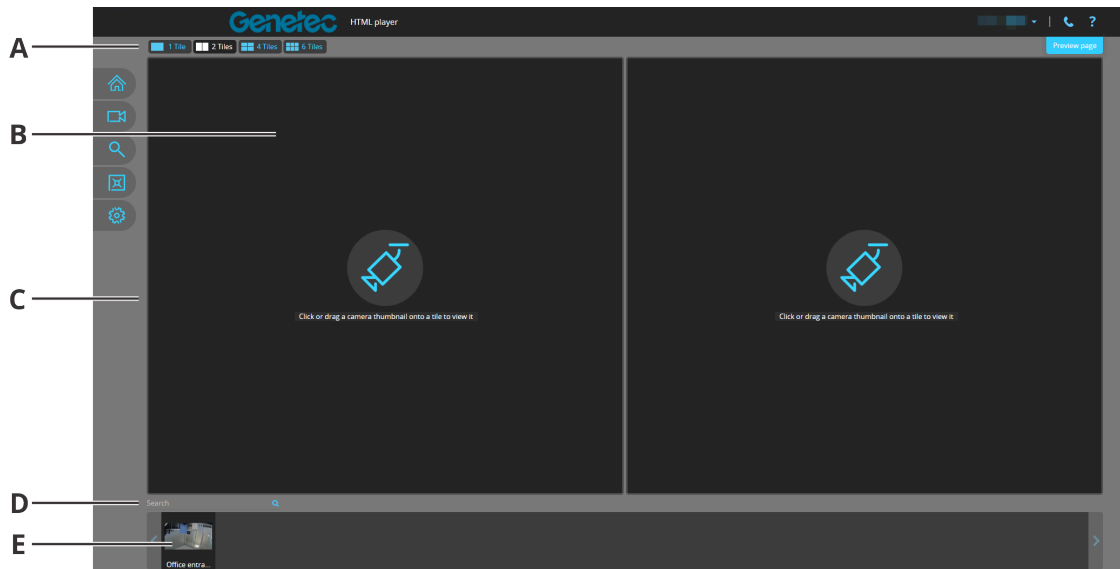 Genetec HTML player
?
A
1 Tile 2 Tiles 4 Tiles 6 Tiles
Preview page
B
Click or drag a camera thumbnail onto a tile to view it
Click or drag a camera thumbnail onto a tile to view it
C
D
Search
E
Office entra...